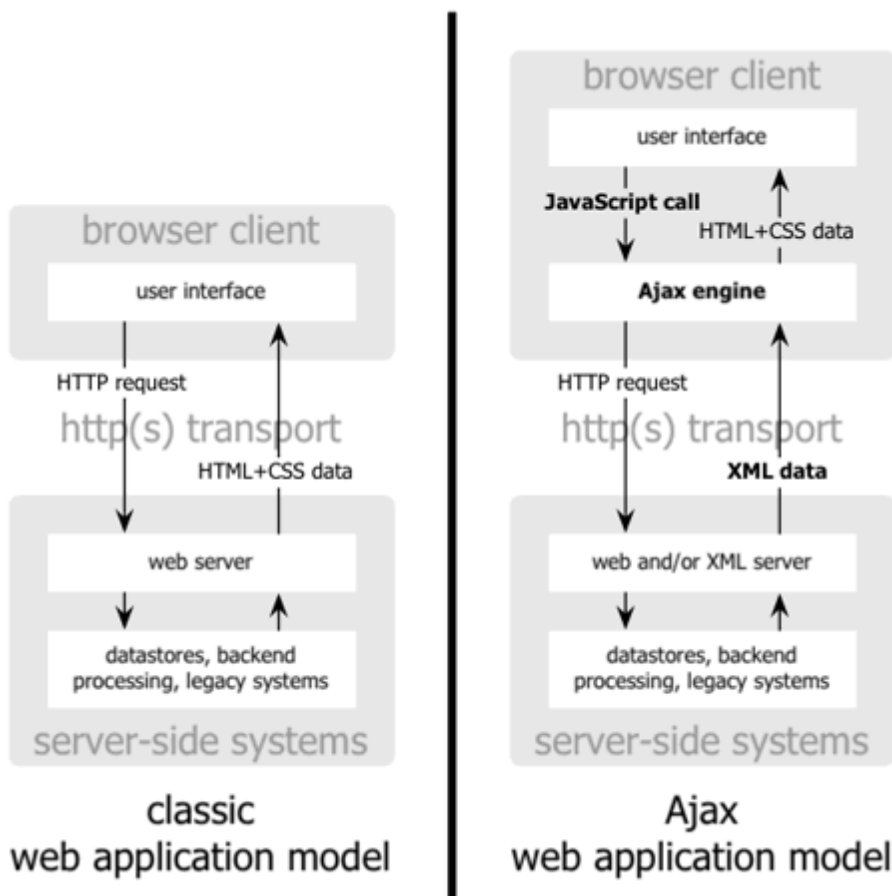 browser client
user interface
HTTP request
http(s) transport
HTML+CSS data
web server
datastores, backend
processing, legacy systems
server-side systems
classic
web application model
browser client
user interface
JavaScript call
HTML+CSS data
Ajax engine
HTTP request
http(s) transport
XML data
web and/or XML server
datastores, backend
processing, legacy systems
server-side systems
Ajax
web application model